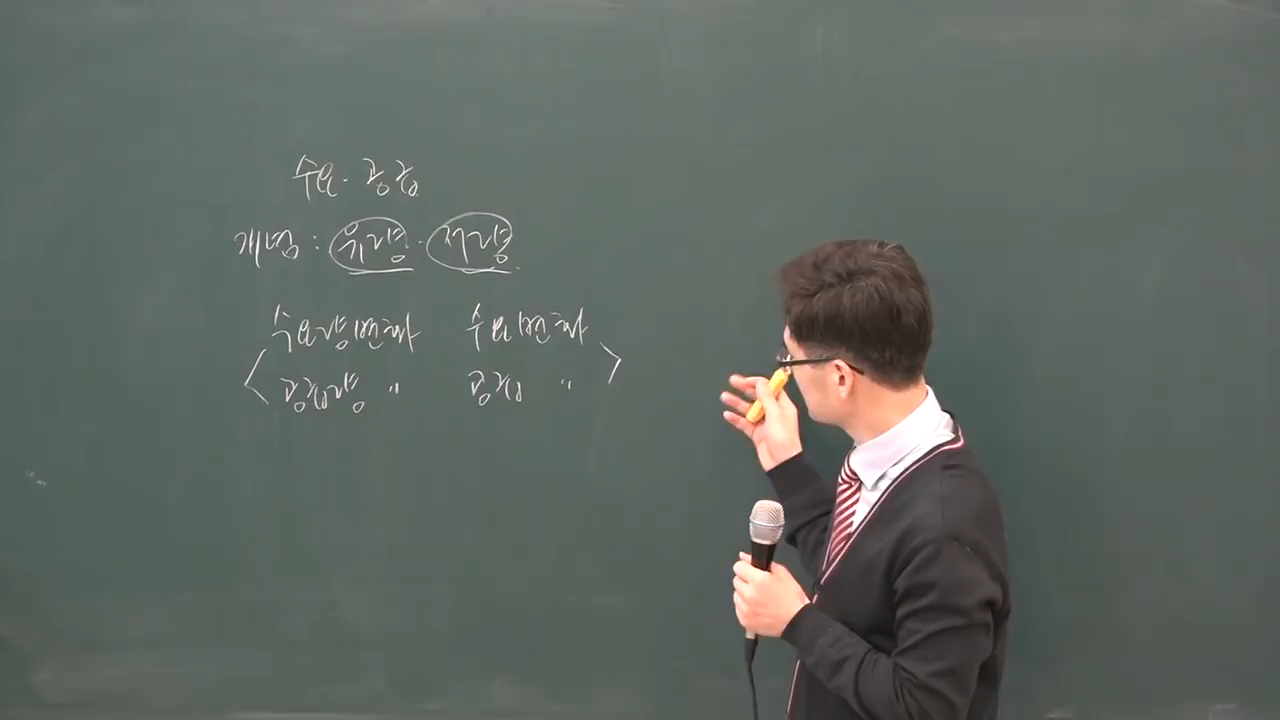 수요 · 공급
개념 : 유량 · 저량
수요량 변화 수요 변화
공급량 〃 공급 〃